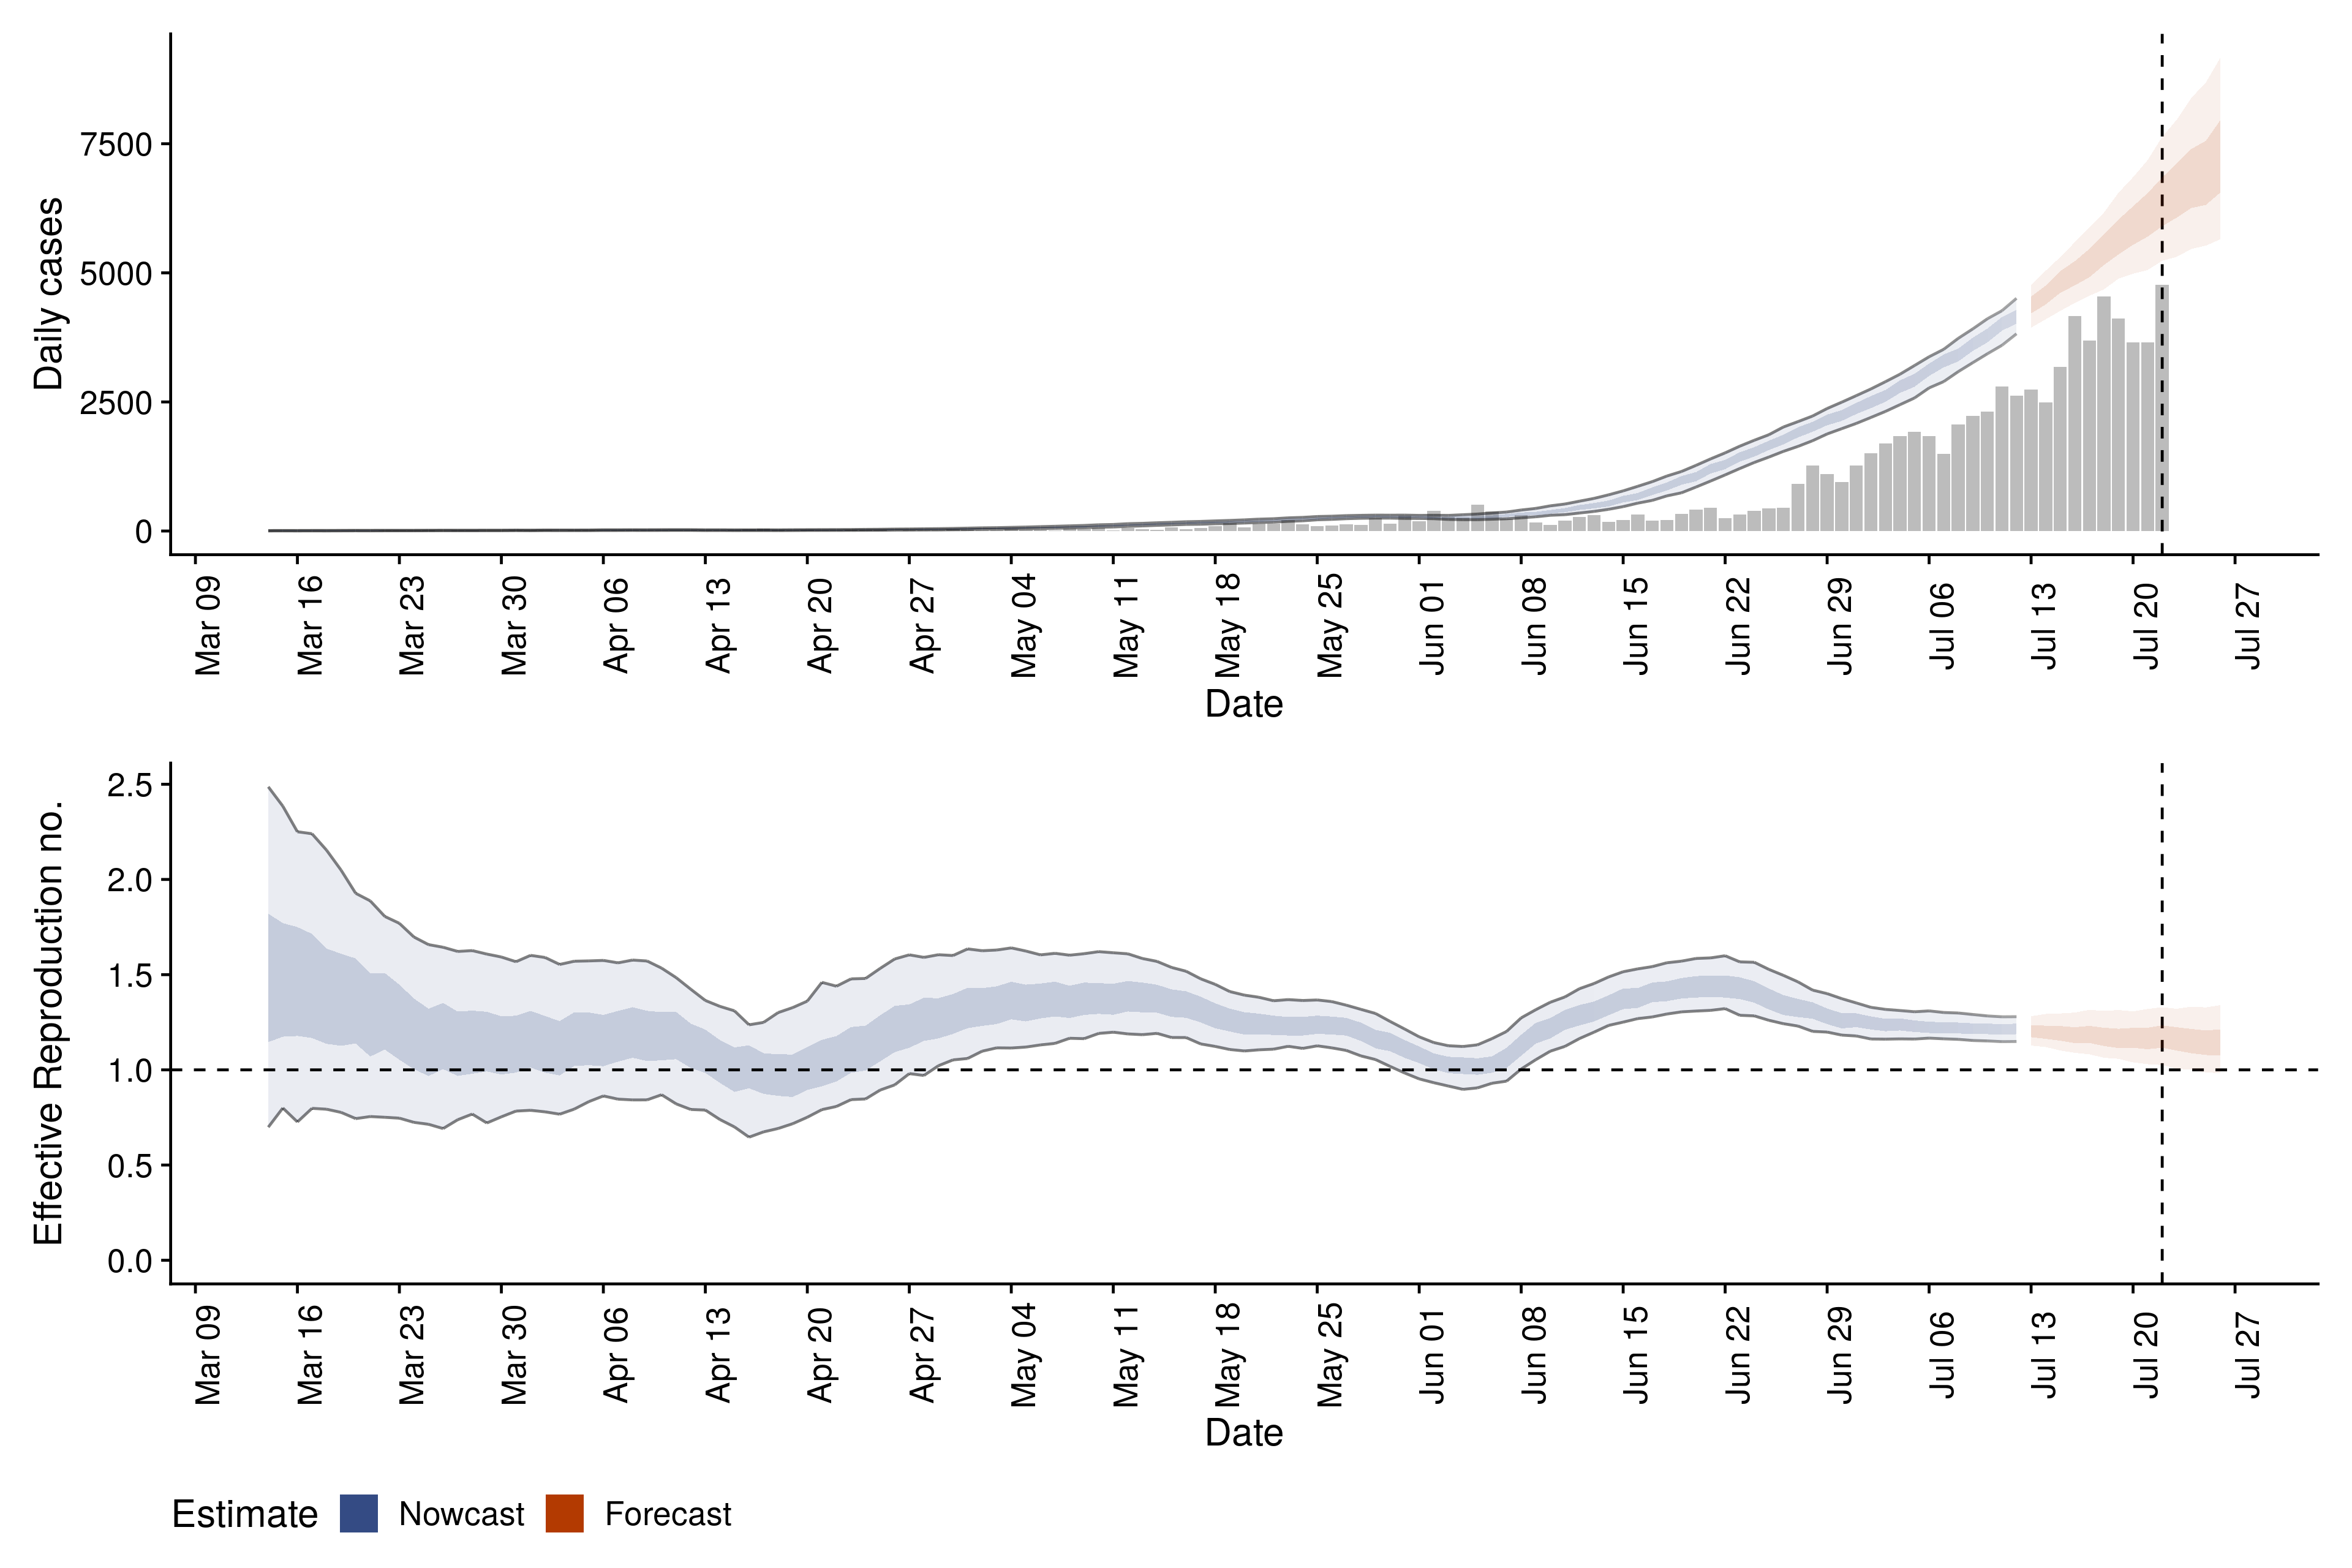 Daily cases
7500
5000
2500
0
Mar 09 Mar 16 Mar 23 Mar 30 Apr 06 Apr 13 Apr 20 Apr 27 May 04 May 11 May 18 May 25 Jun 01 Jun 08 Jun 15 Jun 22 Jun 29 Jul 06 Jul 13 Jul 20 Jul 27
Date
Effective Reproduction no.
2.5
2.0
1.5
1.0
0.5
0.0
Mar 09 Mar 16 Mar 23 Mar 30 Apr 06 Apr 13 Apr 20 Apr 27 May 04 May 11 May 18 May 25 Jun 01 Jun 08 Jun 15 Jun 22 Jun 29 Jul 06 Jul 13 Jul 20 Jul 27
Date
Estimate Nowcast Forecast